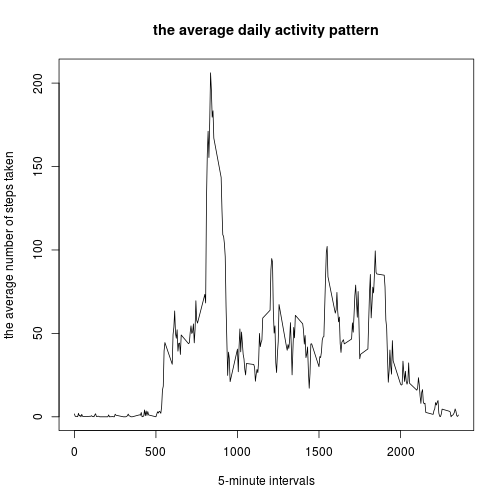 the average daily activity pattern
the average number of steps taken
200
150
100
50
0
0 500 1000 1500 2000
5-minute intervals